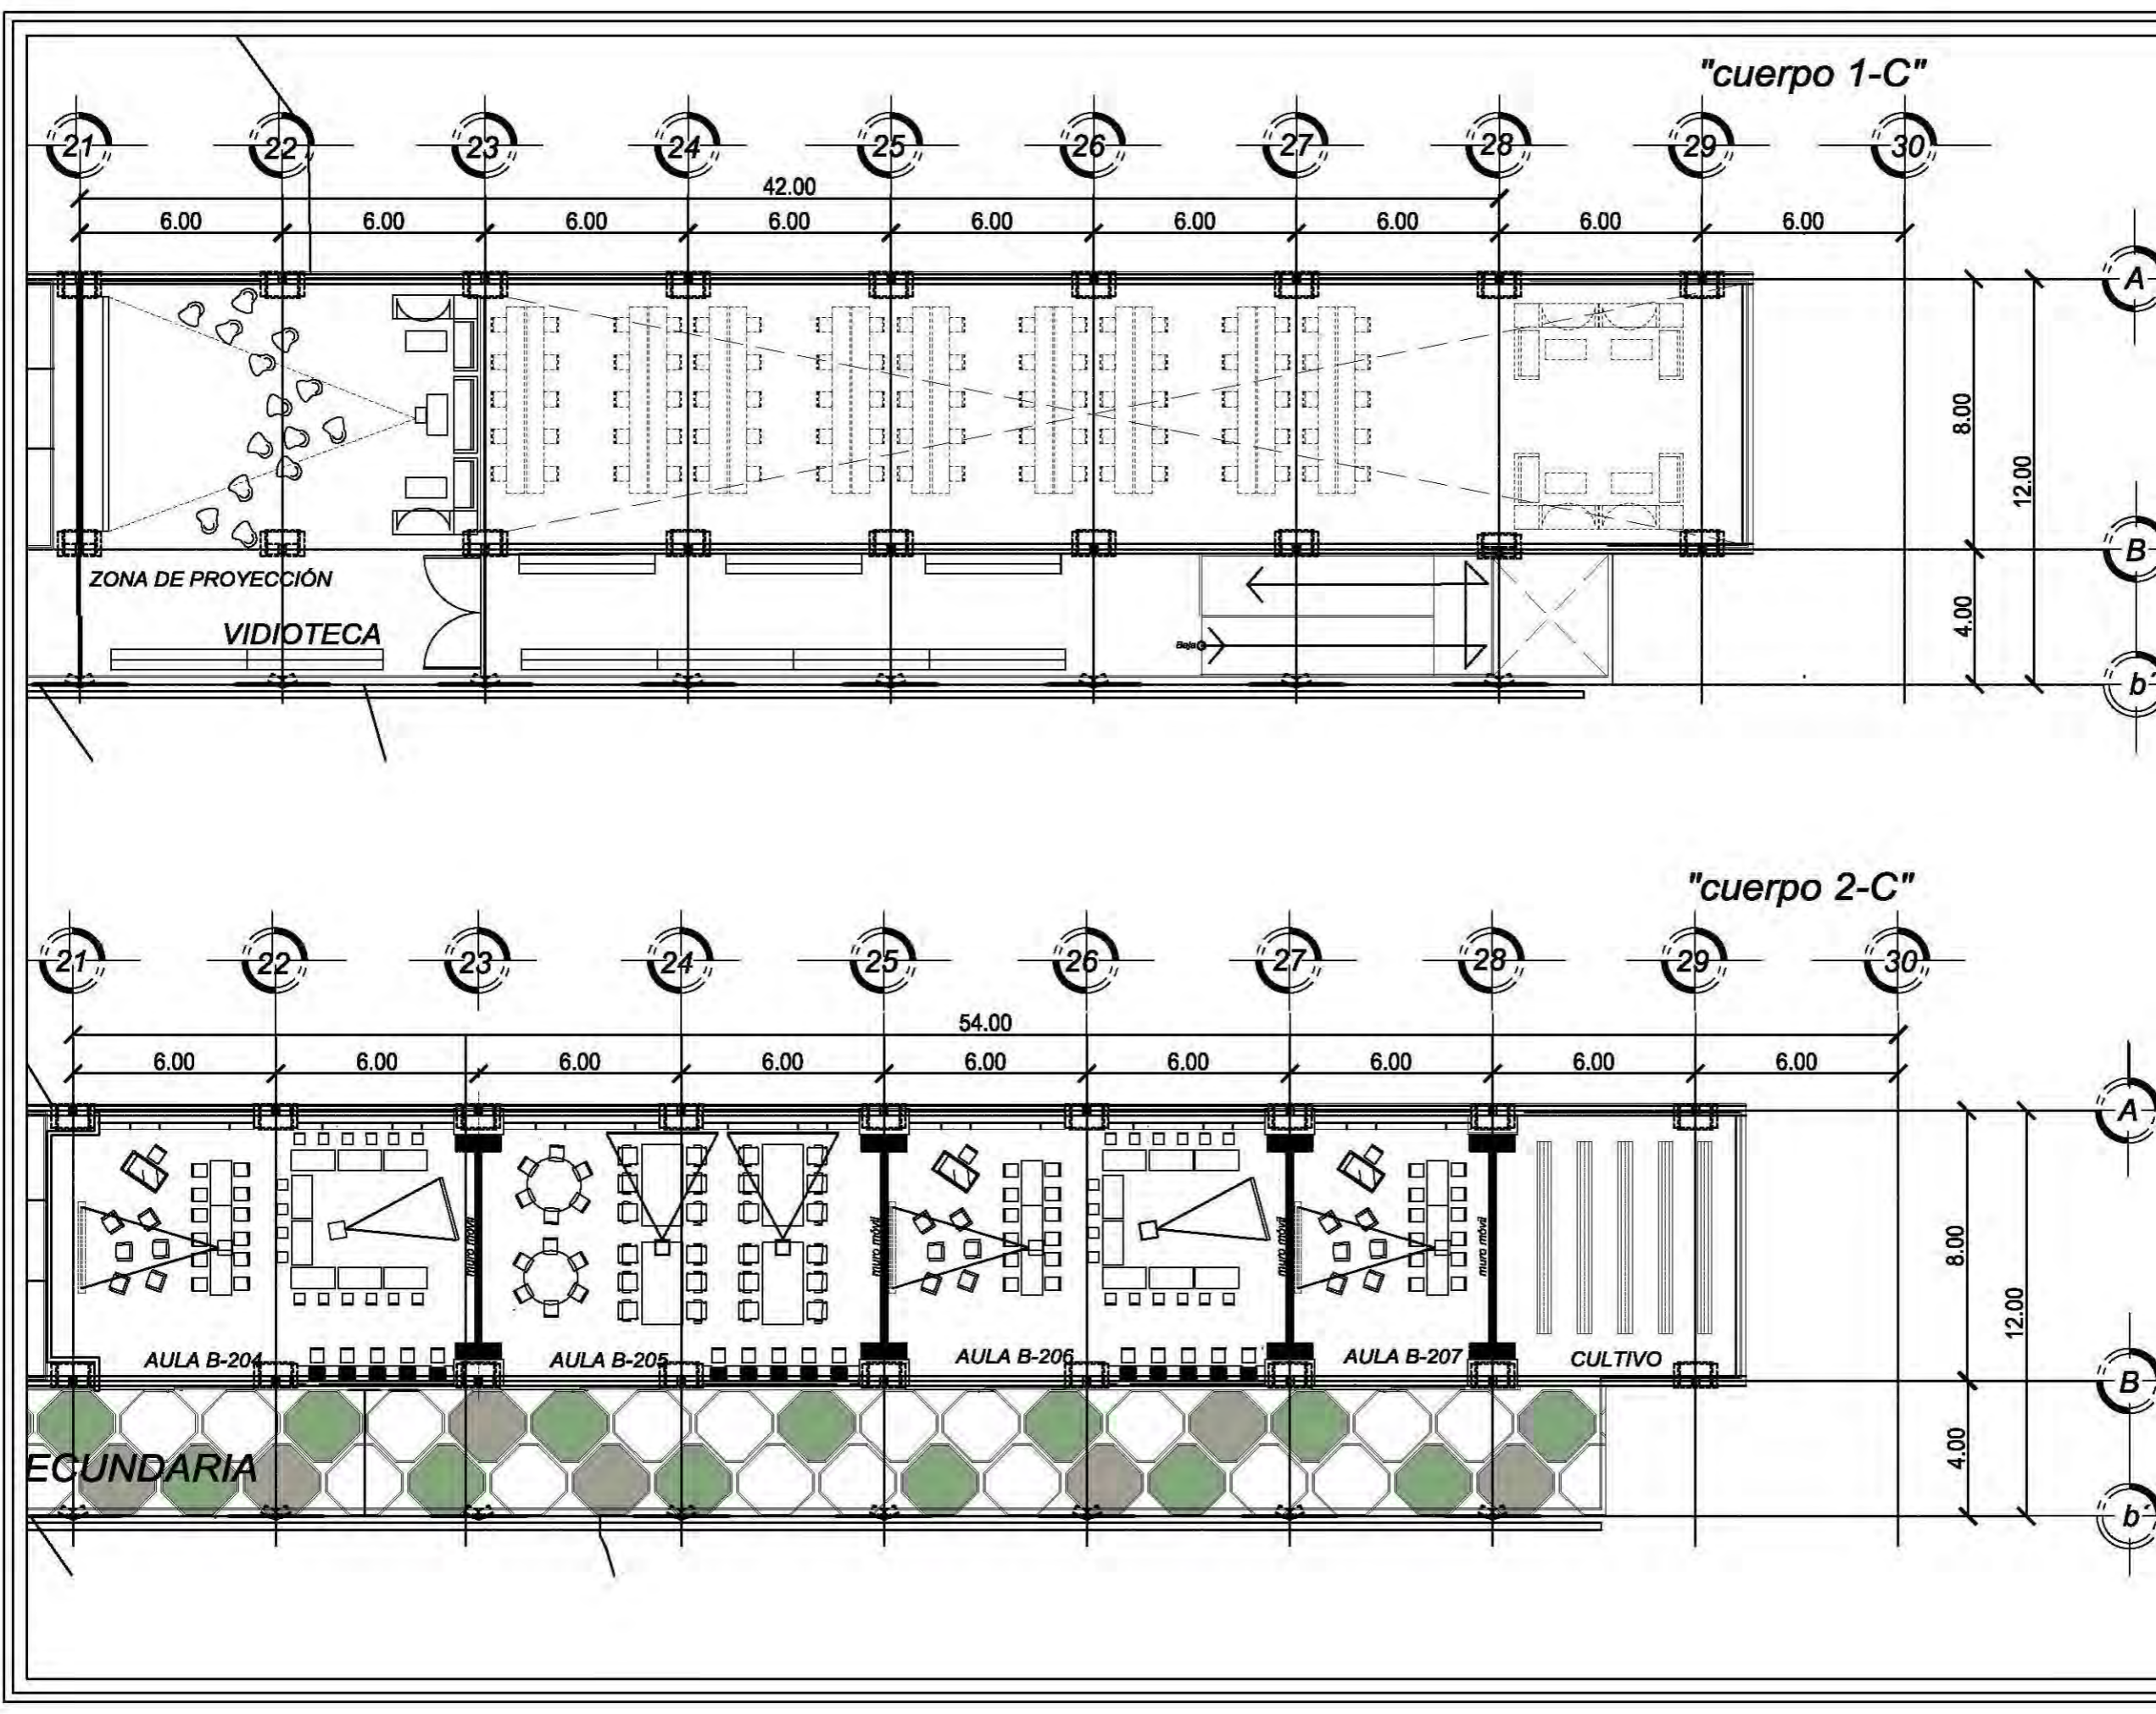 "cuerpo 1-C"
21 22 23 24 25 26 27 28 29 30
42.00
6.00 6.00 6.00 6.00 6.00 6.00 6.00 6.00 6.00
A
8.00
12.00
B
ZONA DE PROYECCIÓN
4.00
VIDIOTECA
Baja
b´
"cuerpo 2-C"
21 22 23 24 25 26 27 28 29 30
54.00
6.00 6.00 6.00 6.00 6.00 6.00 6.00 6.00 6.00
A
muro móvil muro móvil muro móvil muro móvil
8.00
12.00
AULA B-204 AULA B-205 AULA B-206 AULA B-207 CULTIVO
B
4.00
ECUNDARIA
b´